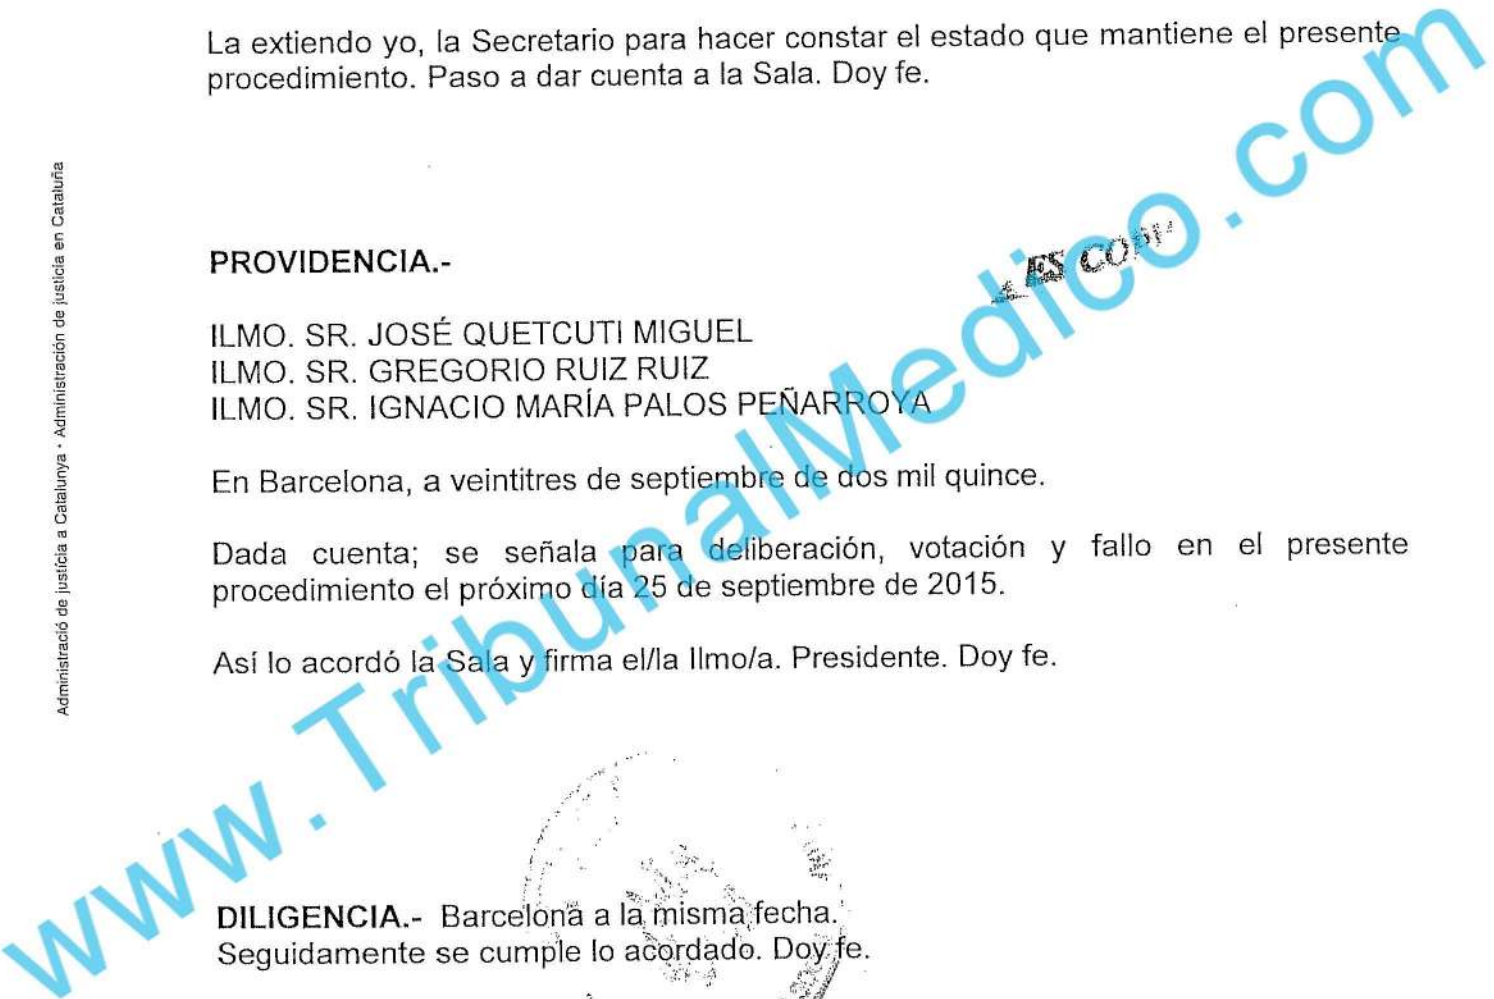 La extiendo yo, la Secretario para hacer constar el estado que mantiene el presente
procedimiento. Paso a dar cuenta a la Sala. Doy fe.
Administració de justícia a Catalunya · Administración de justicia en Cataluña
ES COPIA
PROVIDENCIA.-
ILMO. SR. JOSÉ QUETCUTI MIGUEL
ILMO. SR. GREGORIO RUIZ RUIZ
ILMO. SR. IGNACIO MARÍA PALOS PEÑARROYA
En Barcelona, a veintitres de septiembre de dos mil quince.
Dada cuenta; se señala para deliberación, votación y fallo en el presente
procedimiento el próximo día 25 de septiembre de 2015.
Así lo acordó la Sala y firma el/la Ilmo/a. Presidente. Doy fe.
DILIGENCIA.- Barcelona a la misma fecha.
Seguidamente se cumple lo acordado. Doy fe.
www.TribunalMedico.com